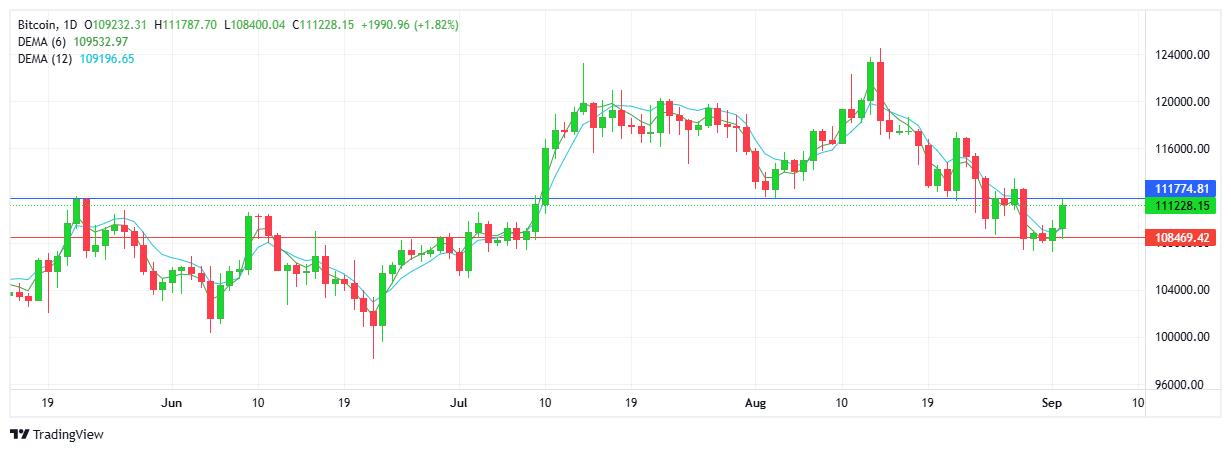 Bitcoin, 1D O109232.31 H111787.70 L108400.04 C111228.15 +1990.96 (+1.82%)
DEMA (6) 109532.97
DEMA (12) 109196.65
124000.00
120000.00
116000.00
111774.81
111228.15
108469.42
104000.00
100000.00
96000.00
19 Jun 10 19 Jul 10 19 Aug 10 19 Sep 10
TradingView